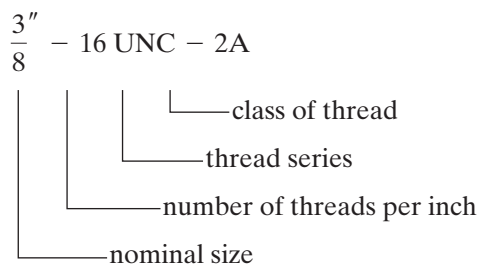 3/8″ − 16 UNC − 2A
class of thread
thread series
number of threads per inch
nominal size